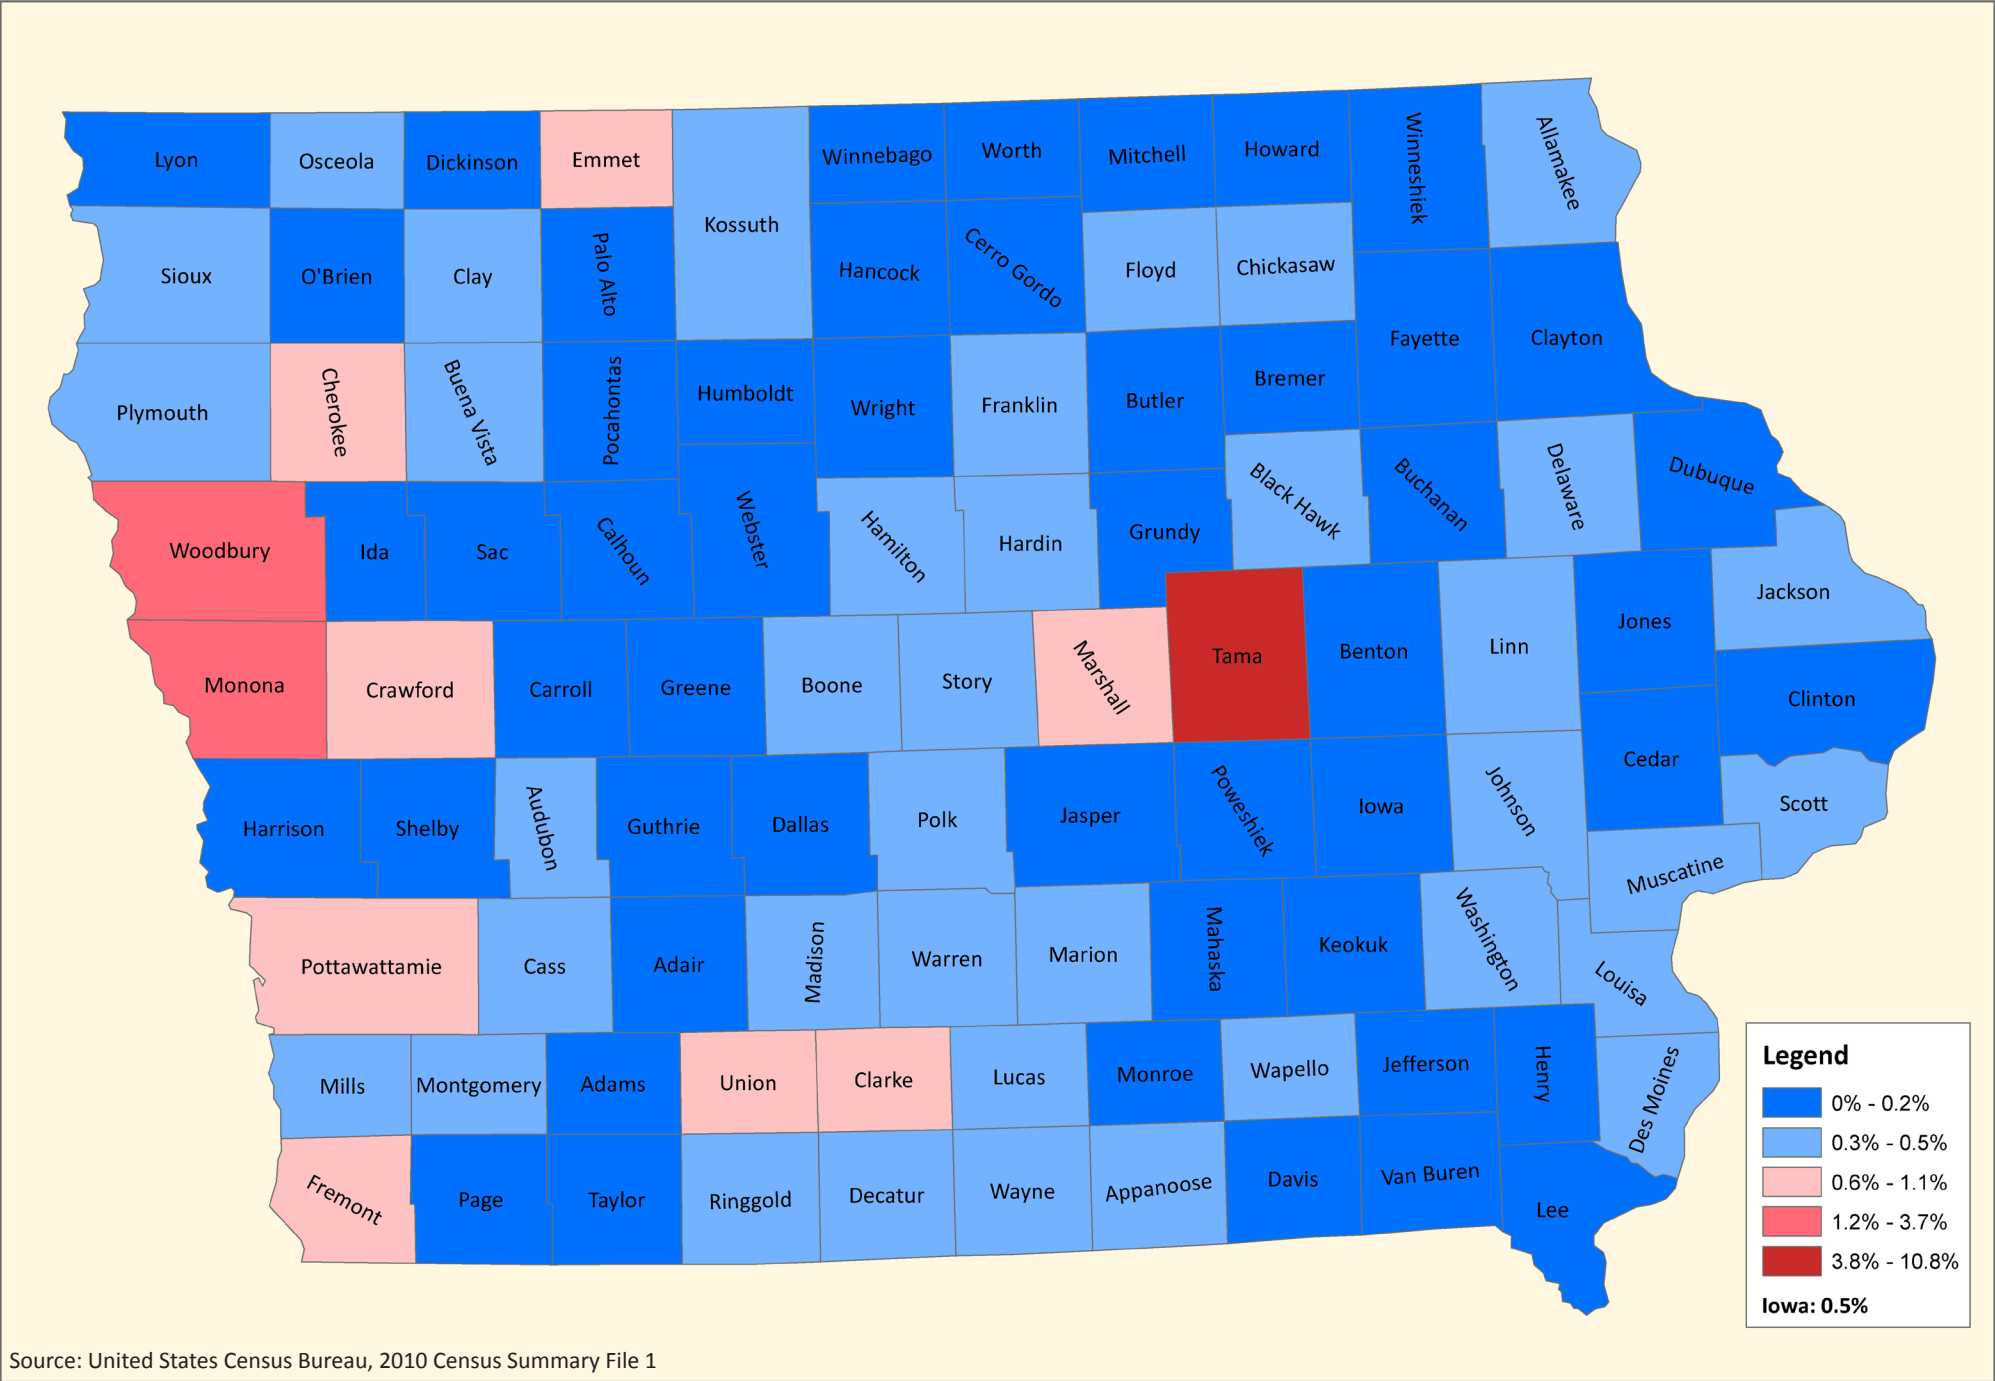 Lyon
Osceola
Dickinson
Emmet
Kossuth
Winnebago
Worth
Mitchell
Howard
Winneshiek
Allamakee
Sioux
O'Brien
Clay
Palo Alto
Hancock
Cerro Gordo
Floyd
Chickasaw
Fayette
Clayton
Plymouth
Cherokee
Buena Vista
Pocahontas
Humboldt
Wright
Franklin
Butler
Bremer
Black Hawk
Buchanan
Delaware
Dubuque
Woodbury
Ida
Sac
Calhoun
Webster
Hamilton
Hardin
Grundy
Tama
Benton
Linn
Jones
Jackson
Monona
Crawford
Carroll
Greene
Boone
Story
Marshall
Clinton
Cedar
Harrison
Shelby
Audubon
Guthrie
Dallas
Polk
Jasper
Poweshiek
Iowa
Johnson
Scott
Muscatine
Pottawattamie
Cass
Adair
Madison
Warren
Marion
Mahaska
Keokuk
Washington
Louisa
Mills
Montgomery
Adams
Union
Clarke
Lucas
Monroe
Wapello
Jefferson
Henry
Des Moines
Fremont
Page
Taylor
Ringgold
Decatur
Wayne
Appanoose
Davis
Van Buren
Lee
Legend
0% - 0.2%
0.3% - 0.5%
0.6% - 1.1%
1.2% - 3.7%
3.8% - 10.8%
Iowa: 0.5%
Source: United States Census Bureau, 2010 Census Summary File 1